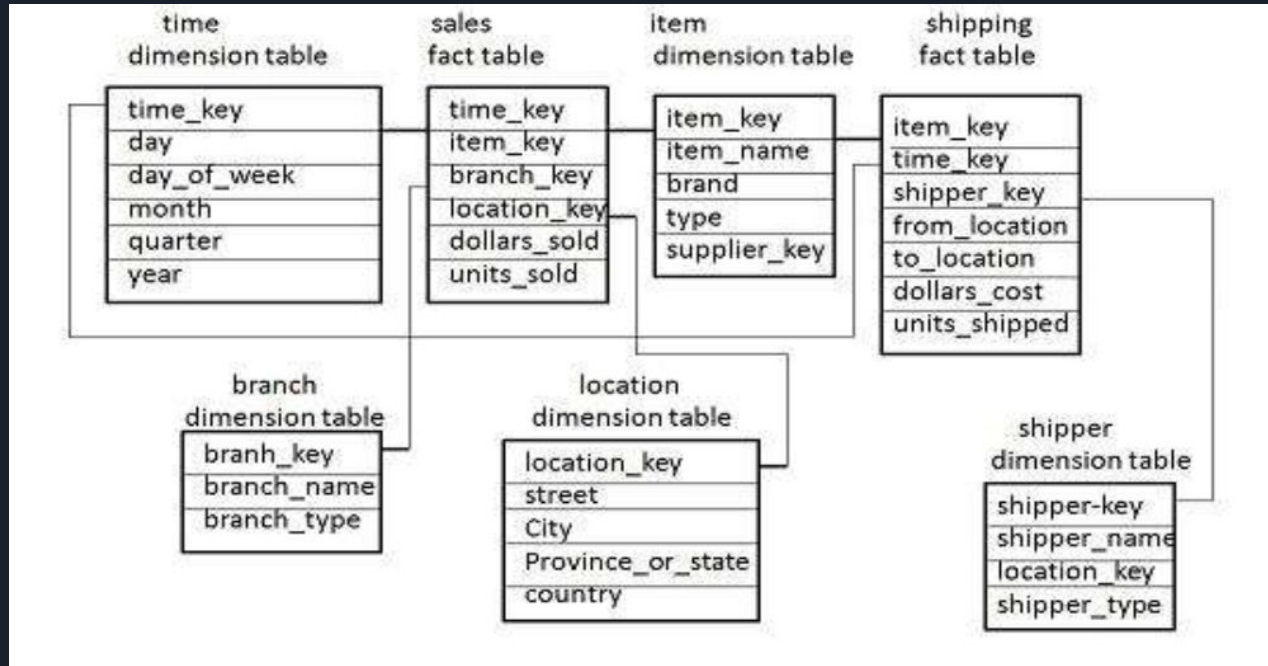 time
dimension table
time_key
day
day_of_week
month
quarter
year
sales
fact table
time_key
item_key
branch_key
location_key
dollars_sold
units_sold
item
dimension table
item_key
item_name
brand
type
supplier_key
shipping
fact table
item_key
time_key
shipper_key
from_location
to_location
dollars_cost
units_shipped
branch
dimension table
branh_key
branch_name
branch_type
location
dimension table
location_key
street
City
Province_or_state
country
shipper
dimension table
shipper-key
shipper_name
location_key
shipper_type